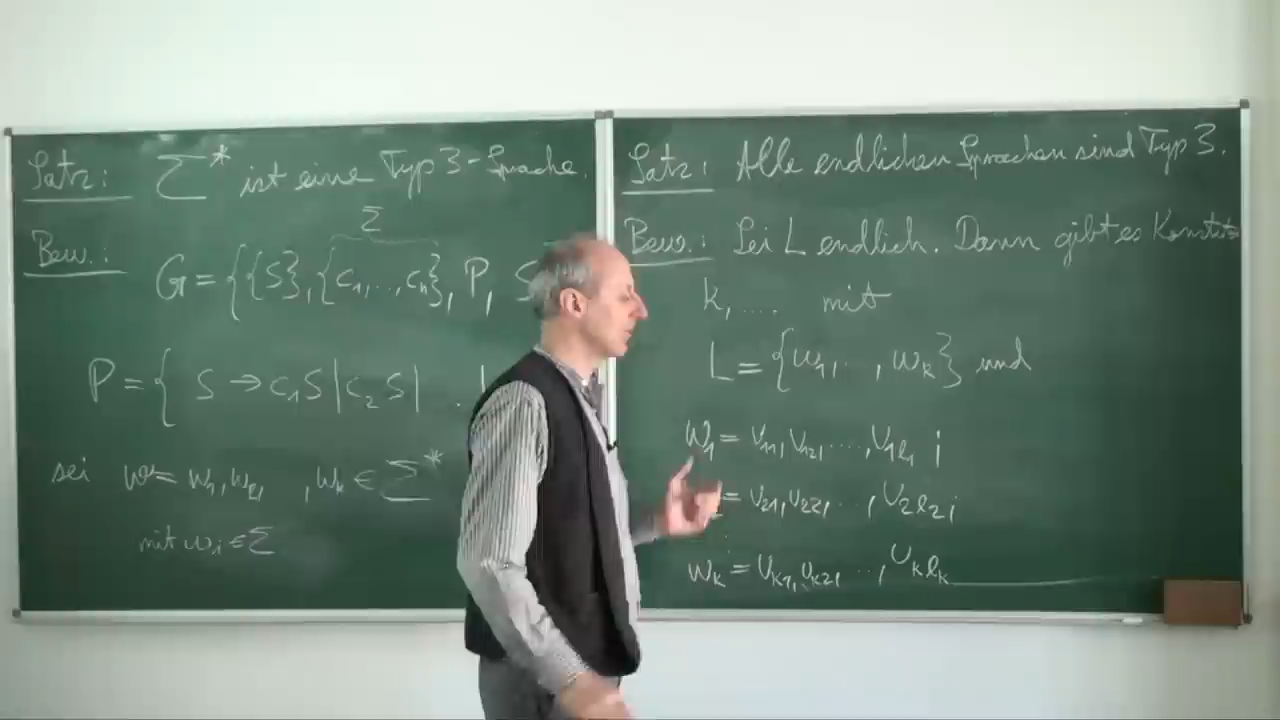 Satz: Σ* ist eine Typ 3-Sprache.
Σ
Bew.: G = {{S}, {c₁, .., cₙ}, P, S
P = { S → c₁S | c₂S |
sei w = w₁, w₂, , wₖ ∈ Σ*
mit wᵢ ∈ Σ
Satz: Alle endlichen Sprachen sind Typ 3.
Bew.: Sei L endlich. Dann gibt es
k, .... mit
L = {w₁, .. , wₖ} und
w₁ = v₁₁, v₁₂, ...., v₁ℓ₁ ;
= v₂₁, v₂₂, .. , v₂ℓ₂ ;
wₖ = vₖ₁, vₖ₂, .. , vₖℓₖ